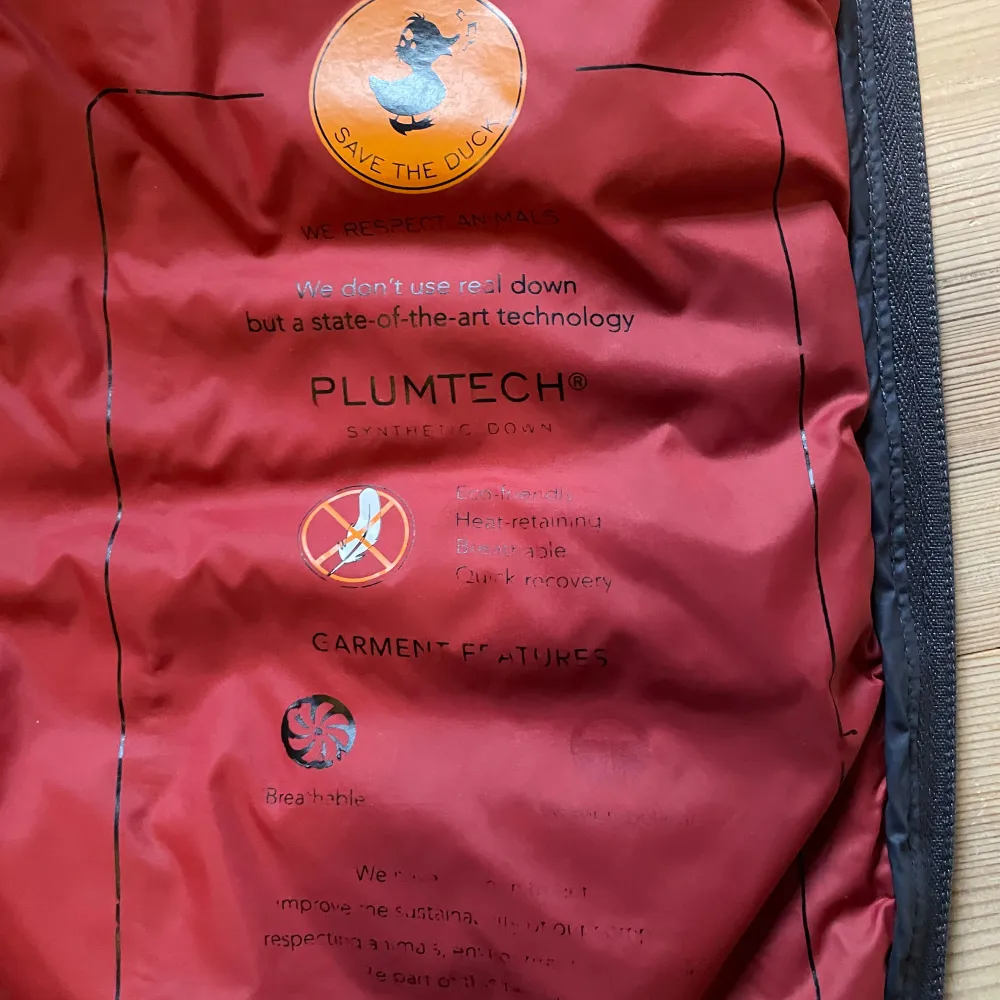 SAVE THE DUCK
WE RESPECT ANIMALS
We don't use real down
but a state-of-the-art technology
PLUMTECH®
SYNTHETIC DOWN
Eco-friendly
Heat-retaining
Breathable
Quick recovery
GARMENT FEATURES
Breathable
We
improve the sustainability of our
respecting animals,
part of